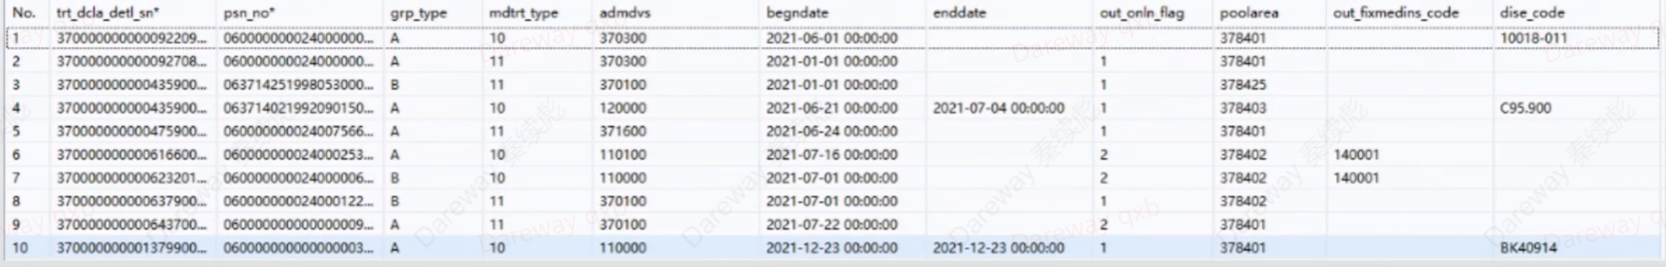 No. trt_dcla_detl_sn* psn_no* grp_type mdtrt_type admdvs begndate enddate out_onln_flag poolarea out_fixmedins_code dise_code
1 370000000000092209... 060000000024000000... A 10 370300 2021-06-01 00:00:00 378401 10018-011
2 370000000000092708... 060000000024000000... A 11 370300 2021-01-01 00:00:00 1 378401
3 370000000000435900... 063714251998053000... B 11 370100 2021-01-01 00:00:00 1 378425
4 370000000000435900... 063714021992090150... A 10 120000 2021-06-21 00:00:00 2021-07-04 00:00:00 1 378403 C95.900
5 370000000000475900... 060000000024007566... A 11 371600 2021-06-24 00:00:00 1 378401
6 370000000000616600... 060000000024000253... A 10 110100 2021-07-16 00:00:00 2 378402 140001
7 370000000000623201... 060000000024000006... B 10 110000 2021-07-01 00:00:00 2 378402 140001
8 370000000000637900... 060000000024000122... B 11 370100 2021-07-01 00:00:00 1 378402
9 370000000000643700... 060000000000000009... A 11 370100 2021-07-22 00:00:00 2 378401
10 370000000001379900... 060000000000000003... A 10 110000 2021-12-23 00:00:00 2021-12-23 00:00:00 1 378401 BK40914
Dareway qxb